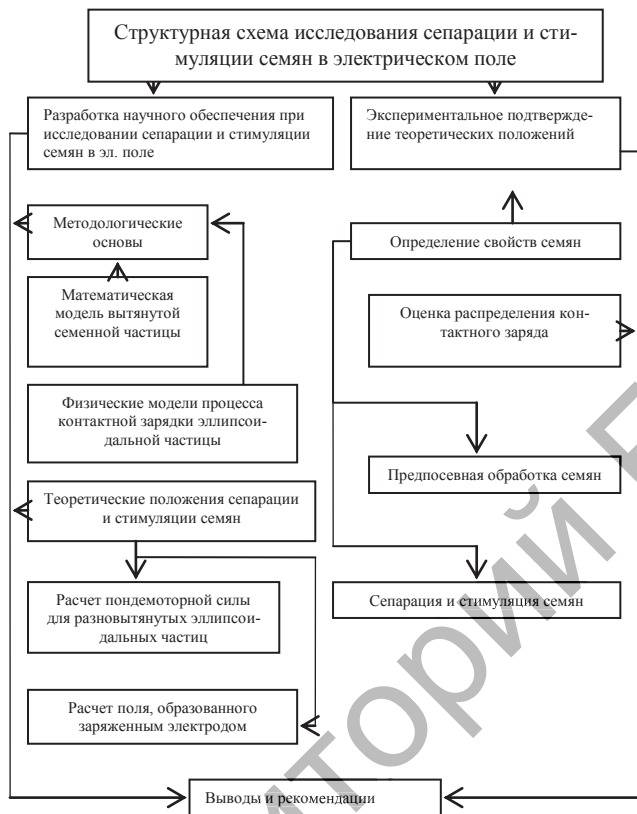 Структурная схема исследования сепарации и сти-
муляции семян в электрическом поле
Разработка научного обеспечения при
исследовании сепарации и стимуляции
семян в эл. поле
Экспериментальное подтвержде-
ние теоретических положений
Методологические
основы
Определение свойств семян
Математическая
модель вытянутой
семенной частицы
Оценка распределения кон-
тактного заряда
Физические модели процесса
контактной зарядки эллипсои-
дальной частицы
Предпосевная обработка семян
Теоретические положения сепарации
и стимуляции семян
Расчет пондемоторной силы
для разновытянутых эллипсои-
дальных частиц
Сепарация и стимуляция семян
Расчет поля, образованного
заряженным электродом
Выводы и рекомендации